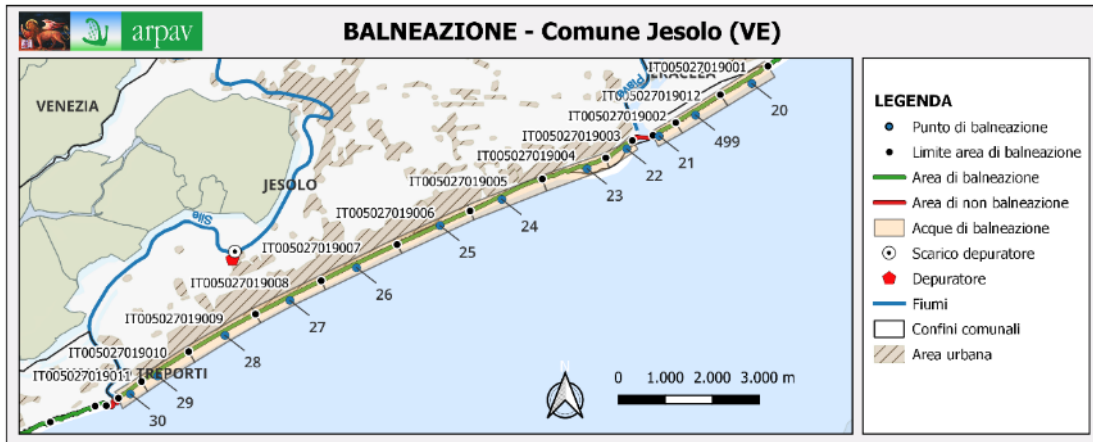 arpav
BALNEAZIONE - Comune Jesolo (VE)
IT005027019001
Piave
20
VENEZIA
IT005027019012
499
IT005027019002
21
IT005027019003
22
IT005027019004
23
JESOLO
IT005027019005
24
Sile
IT005027019006
25
IT005027019007
26
IT005027019008
27
IT005027019009
28
IT005027019010
29
IT005027019011
TREPORTI
30
N
0 1.000 2.000 3.000 m
LEGENDA
Punto di balneazione
Limite area di balneazione
Area di balneazione
Area di non balneazione
Acque di balneazione
Scarico depuratore
Depuratore
Fiumi
Confini comunali
Area urbana